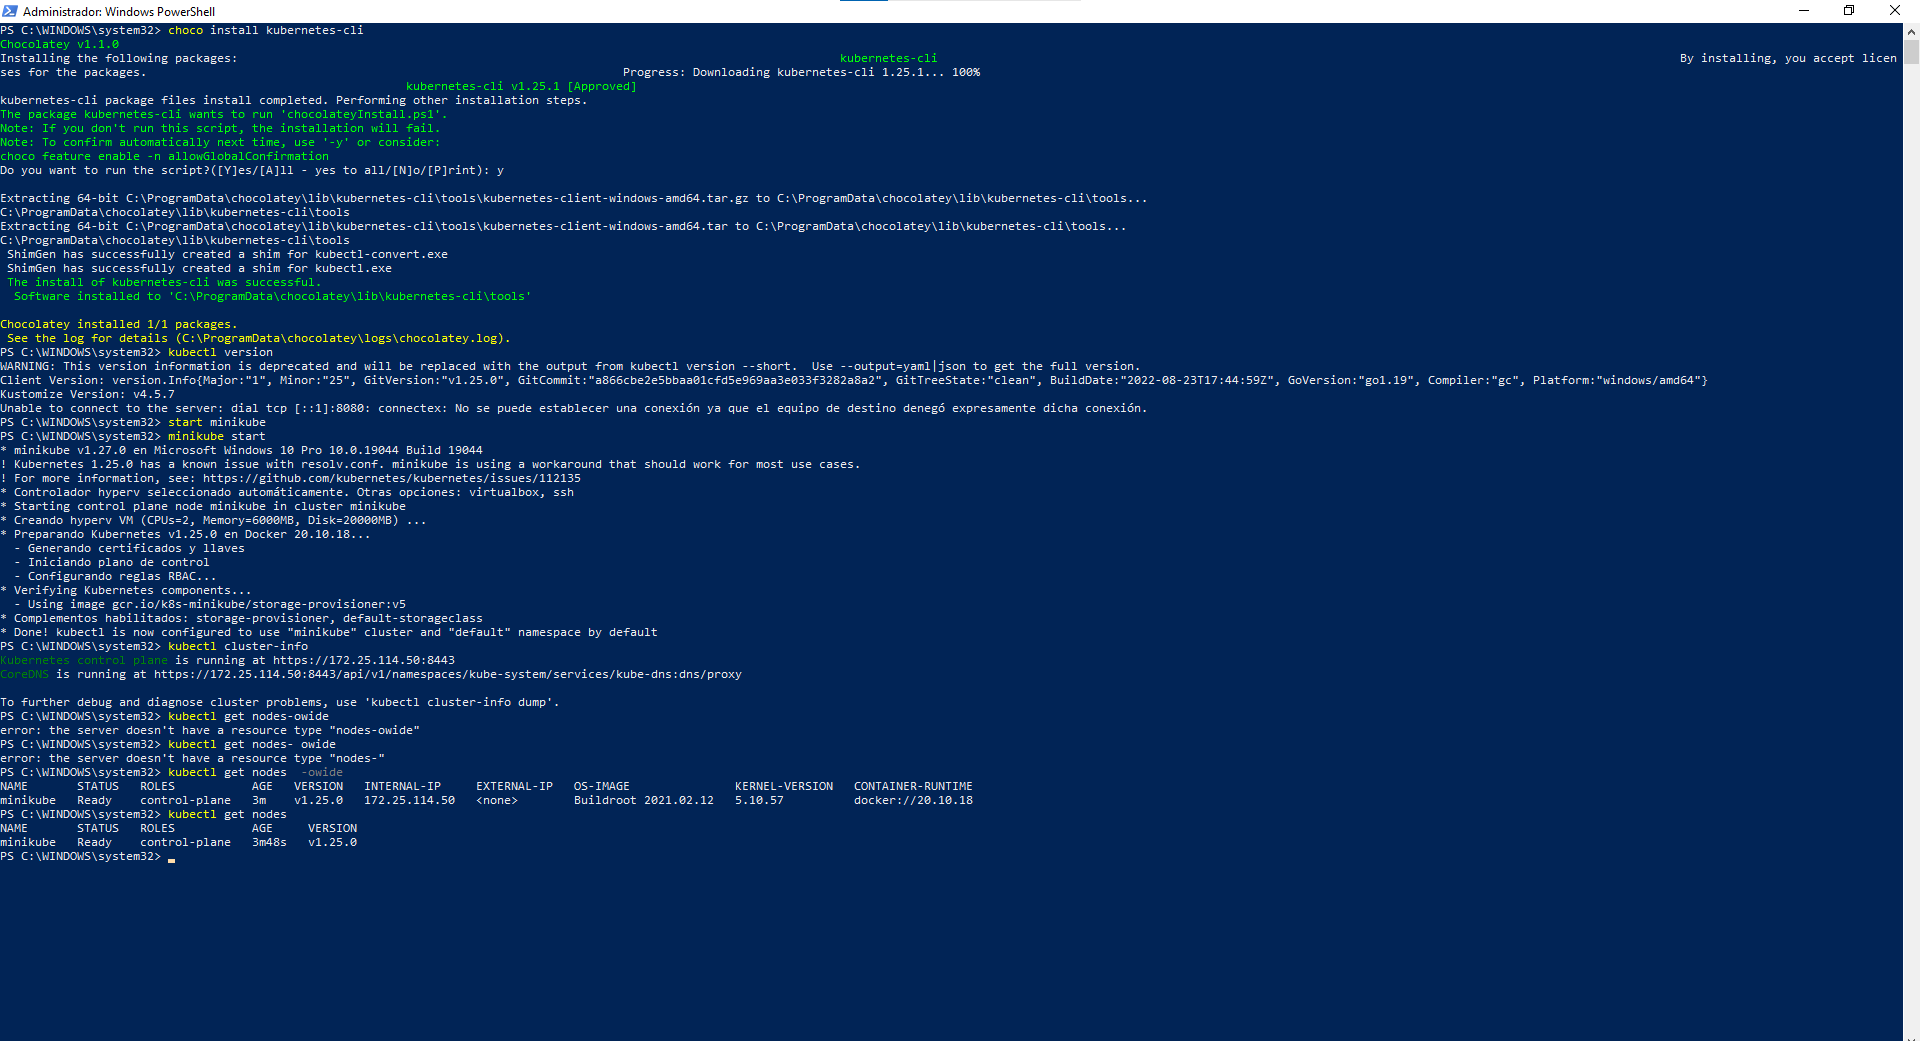 Administrador: Windows PowerShell
PS C:\WINDOWS\system32> choco install kubernetes-cli
Chocolatey v1.1.0
Installing the following packages: kubernetes-cli By installing, you accept licen
ses for the packages. Progress: Downloading kubernetes-cli 1.25.1... 100%
kubernetes-cli v1.25.1 [Approved]
kubernetes-cli package files install completed. Performing other installation steps.
The package kubernetes-cli wants to run 'chocolateyInstall.ps1'.
Note: If you don't run this script, the installation will fail.
Note: To confirm automatically next time, use '-y' or consider:
choco feature enable -n allowGlobalConfirmation
Do you want to run the script?([Y]es/[A]ll - yes to all/[N]o/[P]rint): y
Extracting 64-bit C:\ProgramData\chocolatey\lib\kubernetes-cli\tools\kubernetes-client-windows-amd64.tar.gz to C:\ProgramData\chocolatey\lib\kubernetes-cli\tools...
C:\ProgramData\chocolatey\lib\kubernetes-cli\tools
Extracting 64-bit C:\ProgramData\chocolatey\lib\kubernetes-cli\tools\kubernetes-client-windows-amd64.tar to C:\ProgramData\chocolatey\lib\kubernetes-cli\tools...
C:\ProgramData\chocolatey\lib\kubernetes-cli\tools
ShimGen has successfully created a shim for kubectl-convert.exe
ShimGen has successfully created a shim for kubectl.exe
The install of kubernetes-cli was successful.
Software installed to 'C:\ProgramData\chocolatey\lib\kubernetes-cli\tools'
Chocolatey installed 1/1 packages.
See the log for details (C:\ProgramData\chocolatey\logs\chocolatey.log).
PS C:\WINDOWS\system32> kubectl version
WARNING: This version information is deprecated and will be replaced with the output from kubectl version --short.  Use --output=yaml|json to get the full version.
Client Version: version.Info{Major:"1", Minor:"25", GitVersion:"v1.25.0", GitCommit:"a866cbe2e5bbaa01cfd5e969aa3e033f3282a8a2", GitTreeState:"clean", BuildDate:"2022-08-23T17:44:59Z", GoVersion:"go1.19", Compiler:"gc", Platform:"windows/amd64"}
Kustomize Version: v4.5.7
Unable to connect to the server: dial tcp [::1]:8080: connectex: No se puede establecer una conexión ya que el equipo de destino denegó expresamente dicha conexión.
PS C:\WINDOWS\system32> start minikube
PS C:\WINDOWS\system32> minikube start
* minikube v1.27.0 en Microsoft Windows 10 Pro 10.0.19044 Build 19044
! Kubernetes 1.25.0 has a known issue with resolv.conf. minikube is using a workaround that should work for most use cases.
! For more information, see: https://github.com/kubernetes/kubernetes/issues/112135
* Controlador hyperv seleccionado automáticamente. Otras opciones: virtualbox, ssh
* Starting control plane node minikube in cluster minikube
* Creando hyperv VM (CPUs=2, Memory=6000MB, Disk=20000MB) ...
* Preparando Kubernetes v1.25.0 en Docker 20.10.18...
- Generando certificados y llaves
- Iniciando plano de control
- Configurando reglas RBAC...
* Verifying Kubernetes components...
- Using image gcr.io/k8s-minikube/storage-provisioner:v5
* Complementos habilitados: storage-provisioner, default-storageclass
* Done! kubectl is now configured to use "minikube" cluster and "default" namespace by default
PS C:\WINDOWS\system32> kubectl cluster-info
Kubernetes control plane is running at https://172.25.114.50:8443
CoreDNS is running at https://172.25.114.50:8443/api/v1/namespaces/kube-system/services/kube-dns:dns/proxy
To further debug and diagnose cluster problems, use 'kubectl cluster-info dump'.
PS C:\WINDOWS\system32> kubectl get nodes-owide
error: the server doesn't have a resource type "nodes-owide"
PS C:\WINDOWS\system32> kubectl get nodes- owide
error: the server doesn't have a resource type "nodes-"
PS C:\WINDOWS\system32> kubectl get nodes  -owide
NAME STATUS ROLES AGE VERSION INTERNAL-IP EXTERNAL-IP OS-IMAGE KERNEL-VERSION CONTAINER-RUNTIME
minikube Ready control-plane 3m v1.25.0 172.25.114.50 <none> Buildroot 2021.02.12 5.10.57 docker://20.10.18
PS C:\WINDOWS\system32> kubectl get nodes
NAME STATUS ROLES AGE VERSION
minikube Ready control-plane 3m48s v1.25.0
PS C:\WINDOWS\system32>